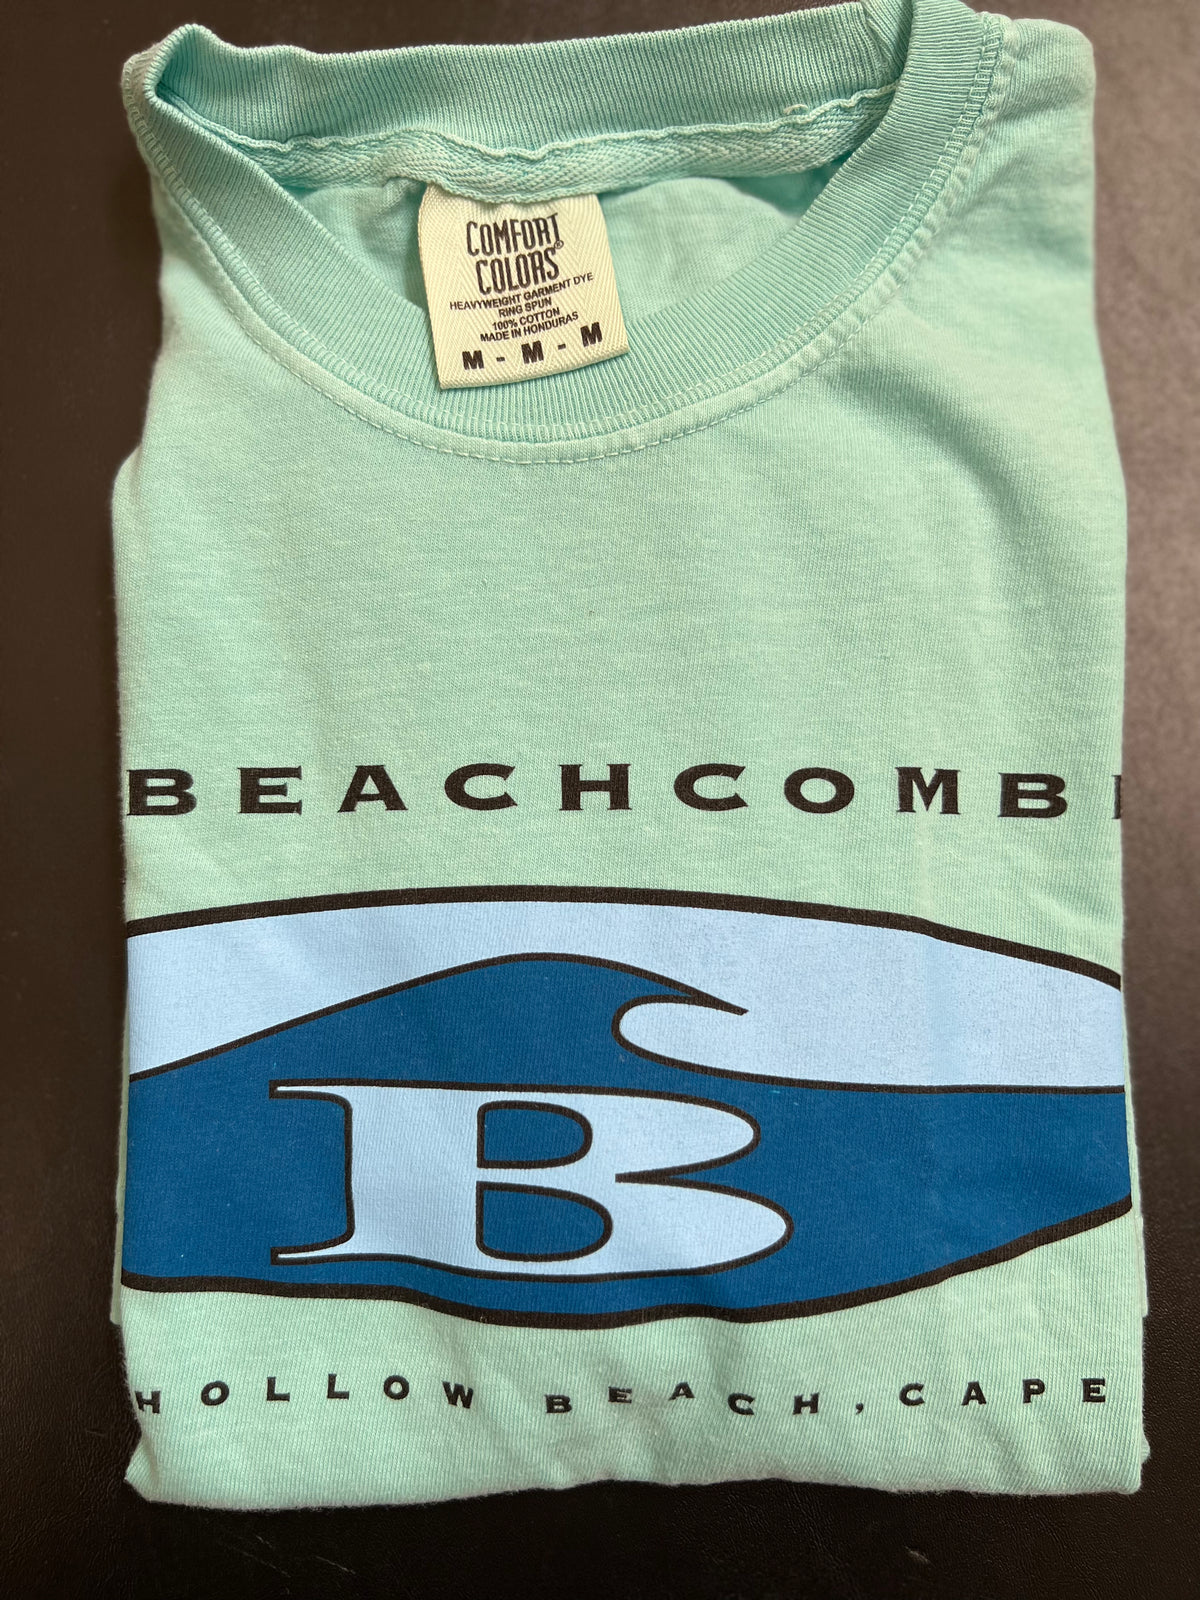 COMFORT
COLORS®
HEAVYWEIGHT GARMENT DYE
RING SPUN
100% COTTON
MADE IN HONDURAS
M - M - M
BEACHCOMB
B
HOLLOW BEACH, CAPE